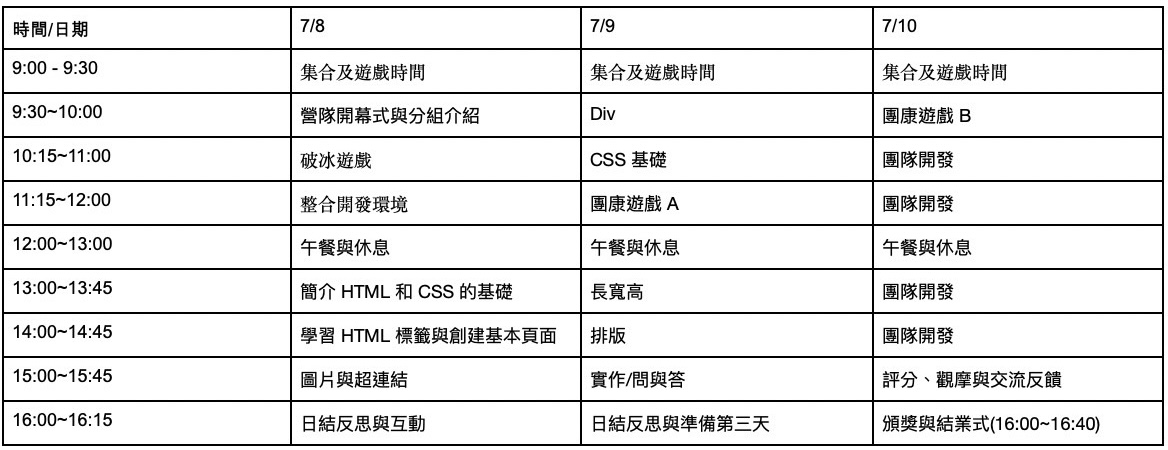 時間/日期 7/8 7/9 7/10
9:00 - 9:30 集合及遊戲時間 集合及遊戲時間 集合及遊戲時間
9:30~10:00 營隊開幕式與分組介紹 Div 團康遊戲 B
10:15~11:00 破冰遊戲 CSS 基礎 團隊開發
11:15~12:00 整合開發環境 團康遊戲 A 團隊開發
12:00~13:00 午餐與休息 午餐與休息 午餐與休息
13:00~13:45 簡介 HTML 和 CSS 的基礎 長寬高 團隊開發
14:00~14:45 學習 HTML 標籤與創建基本頁面 排版 團隊開發
15:00~15:45 圖片與超連結 實作/問與答 評分、觀摩與交流反饋
16:00~16:15 日結反思與互動 日結反思與準備第三天 頒獎與結業式(16:00~16:40)